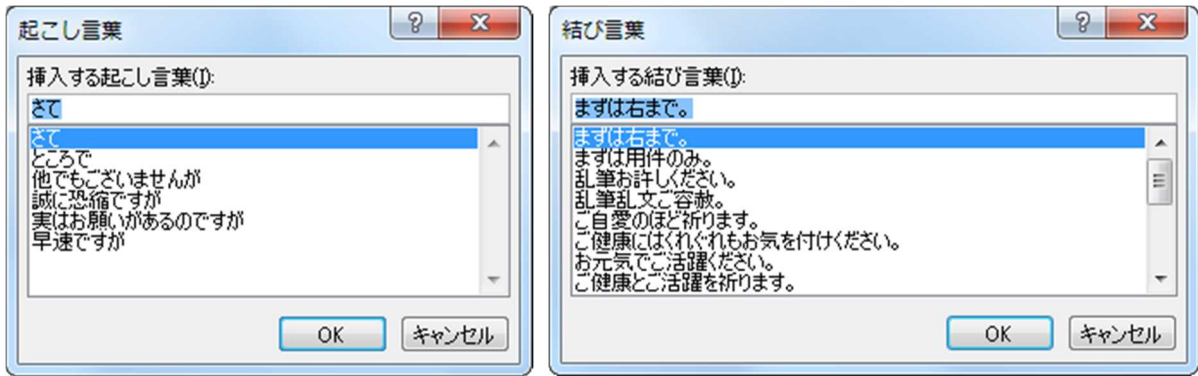 起こし言葉
挿入する起こし言葉(I):
さて
さて
ところで
他でもございませんが
誠に恐縮ですが
実はお願いがあるのですが
早速ですが
OK
キャンセル
結び言葉
挿入する結び言葉(I):
まずは右まで。
まずは右まで。
まずは用件のみ。
乱筆お許しください。
乱筆乱文ご容赦。
ご自愛のほど祈ります。
ご健康にはくれぐれもお気を付けください。
お元気でご活躍ください。
ご健康とご活躍を祈ります。
OK
キャンセル